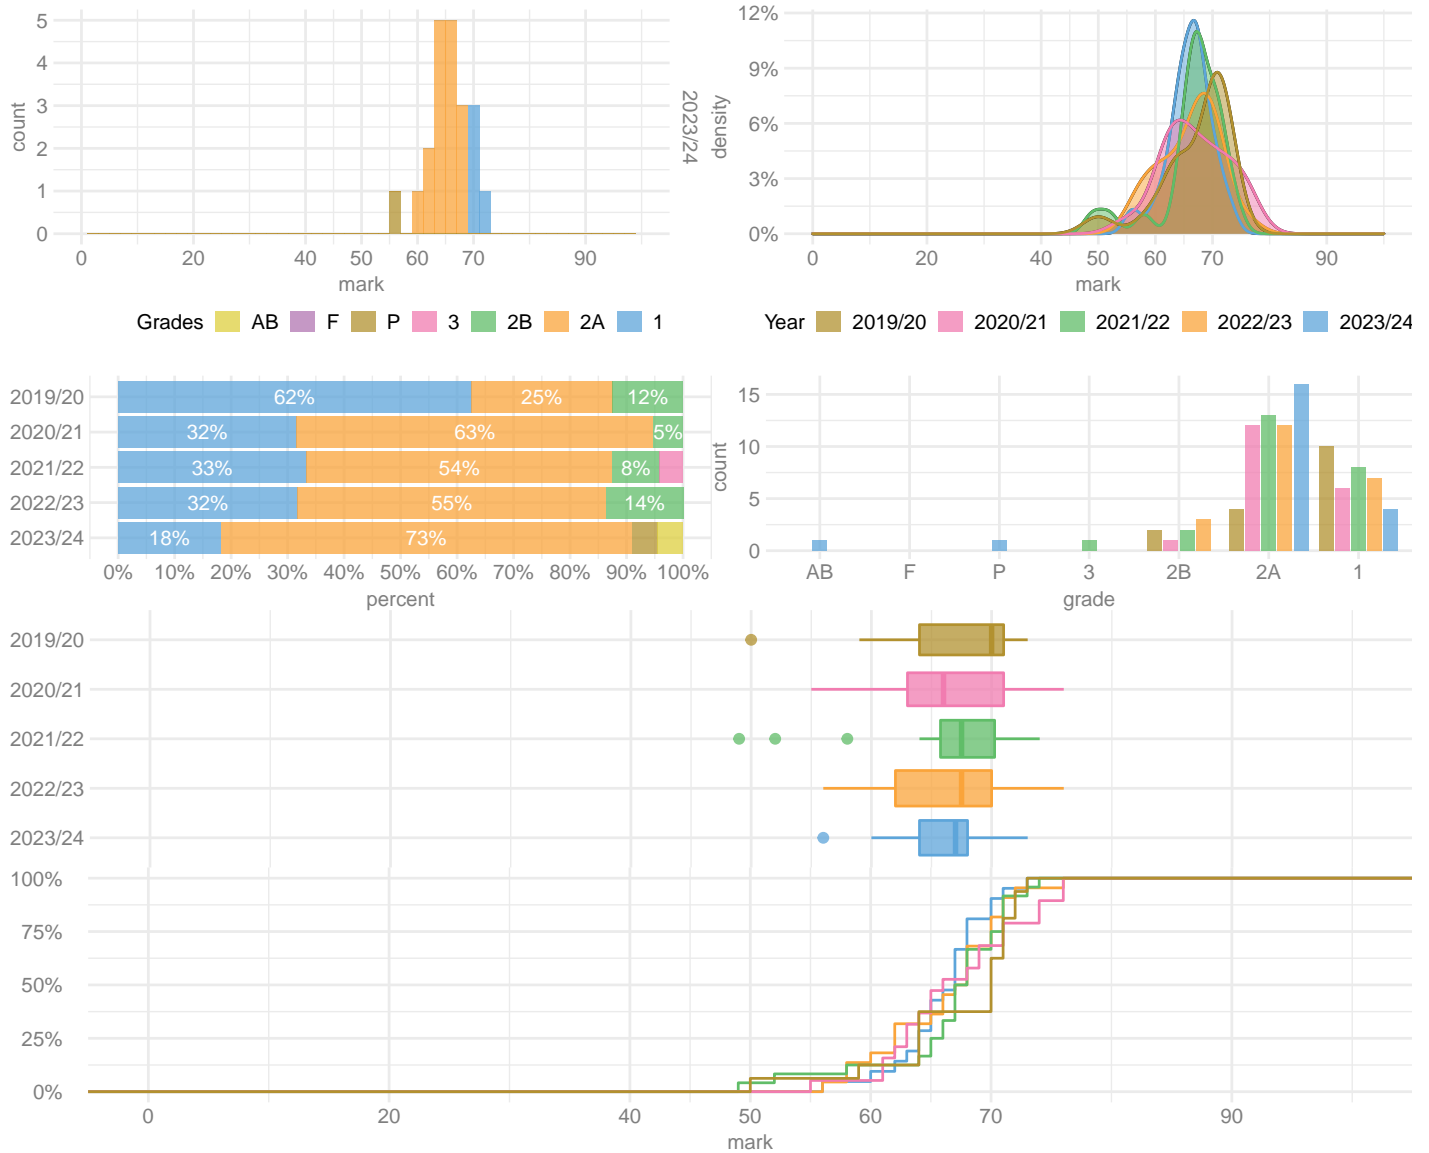 5
4
3
2
1
0
count
0 20 40 50 60 70 90
mark
2023/24
12%
9%
6%
3%
0%
density
0 20 40 50 60 70 90
mark
Grades AB F P 3 2B 2A 1
Year 2019/20 2020/21 2021/22 2022/23 2023/24
2019/20 62% 25% 12%
2020/21 32% 63% 5%
2021/22 33% 54% 8%
2022/23 32% 55% 14%
2023/24 18% 73%
0% 10% 20% 30% 40% 50% 60% 70% 80% 90% 100%
percent
15
10
5
0
count
AB F P 3 2B 2A 1
grade
2019/20
2020/21
2021/22
2022/23
2023/24
100%
75%
50%
25%
0%
0 20 40 50 60 70 90
mark